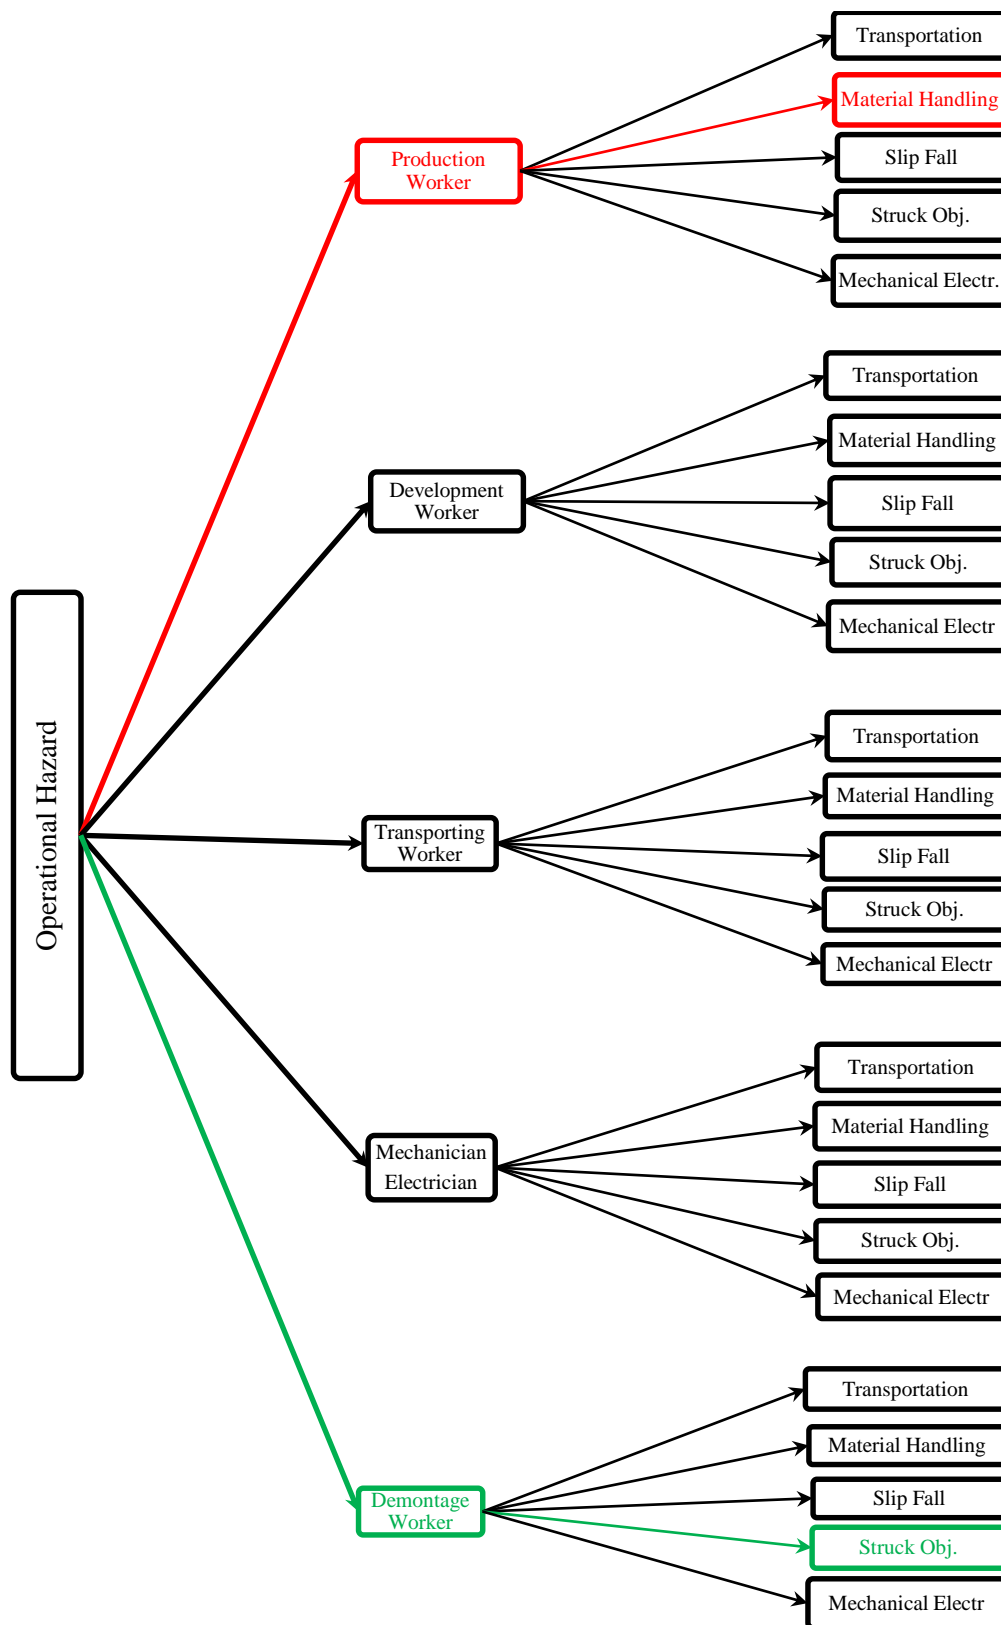 Operational Hazard
Production
Worker
Transportation
Material Handling
Slip Fall
Struck Obj.
Mechanical Electr.
Development
Worker
Transportation
Material Handling
Slip Fall
Struck Obj.
Mechanical Electr
Transporting
Worker
Transportation
Material Handling
Slip Fall
Struck Obj.
Mechanical Electr
Mechanician
Electrician
Transportation
Material Handling
Slip Fall
Struck Obj.
Mechanical Electr
Demontage
Worker
Transportation
Material Handling
Slip Fall
Struck Obj.
Mechanical Electr